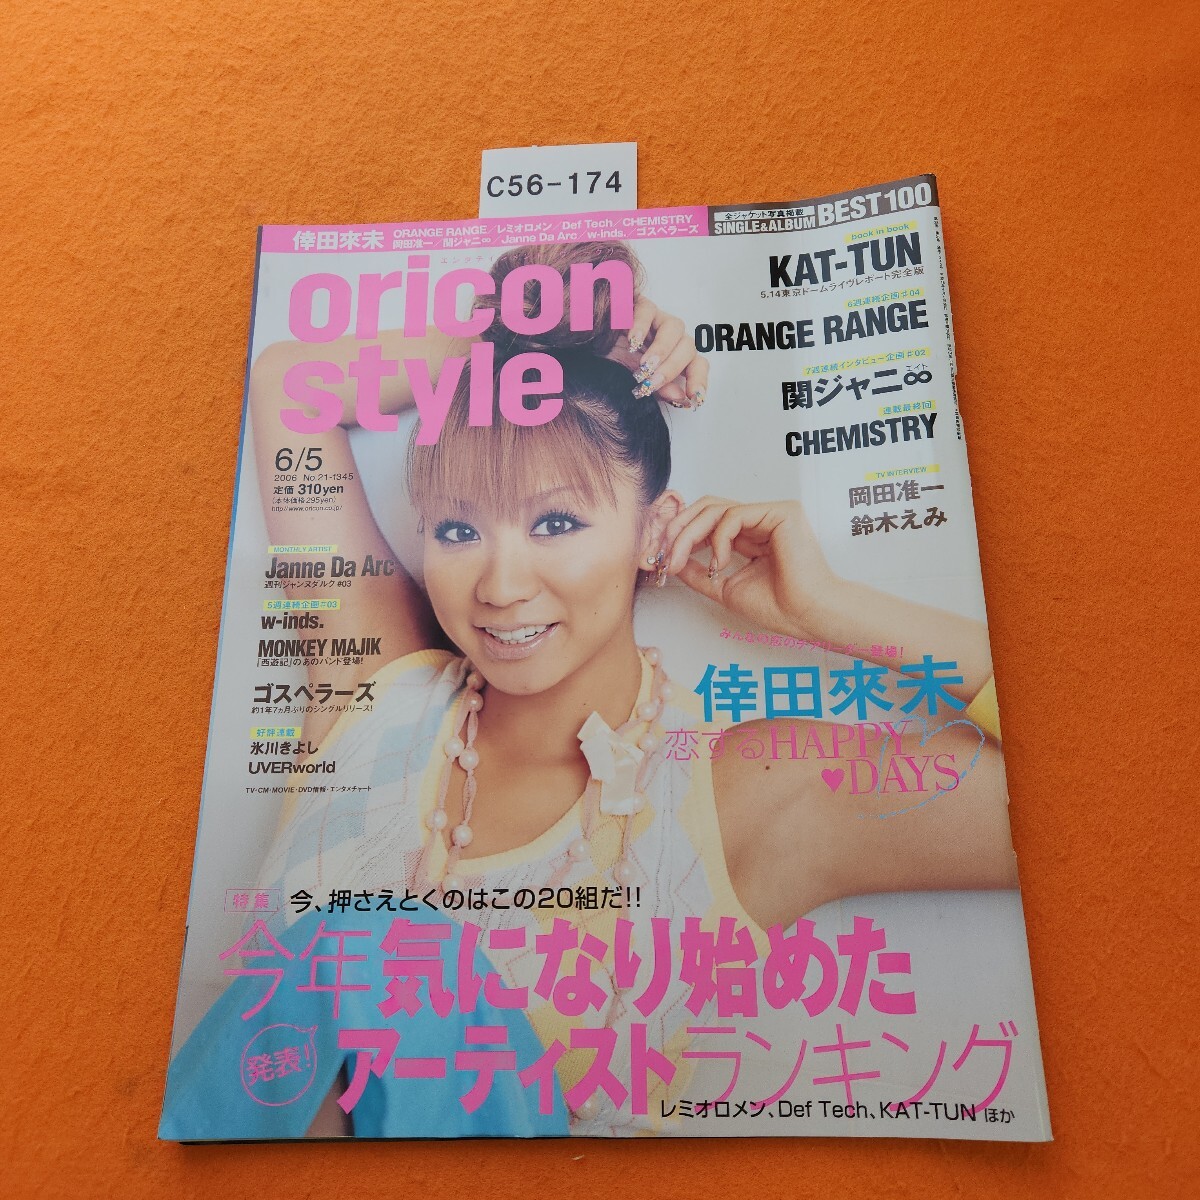 C56-174
倖田來未
ORANGE RANGE／レミオロメン／Def Tech／CHEMISTRY
岡田准一／関ジャニ∞／Janne Da Arc／w-inds.／ゴスペラーズ
全ジャケット写真掲載
SINGLE&ALBUM BEST100
oricon
style
6/5
2006 No 21-1345
定価 310yen
（本体価格295yen）
http://www.oricon.co.jp/
book in book
KAT-TUN
5.14東京ドームライヴレポート完全版
6週連続企画#04
ORANGE RANGE
7週連続インタビュー企画#02
エイト
関ジャニ∞
連載最終回
CHEMISTRY
TV INTERVIEW
岡田准一
鈴木えみ
MONTHLY ARTIST
Janne Da Arc
週刊ジャンヌダルク #03
5週連続企画#03
w-inds.
MONKEY MAJIK
『西遊記』のあのバンド登場！
ゴスペラーズ
約1年7ヵ月ぶりのシングルリリース！
好評連載
氷川きよし
UVERworld
TV・CM・MOVIE・DVD情報・エンタメチャート
倖田來未
恋するHAPPY
♥DAYS
特集
今、押さえとくのはこの20組だ!!
今年気になり始めた
発表！
アーティストランキング
レミオロメン、Def Tech、KAT-TUN ほか